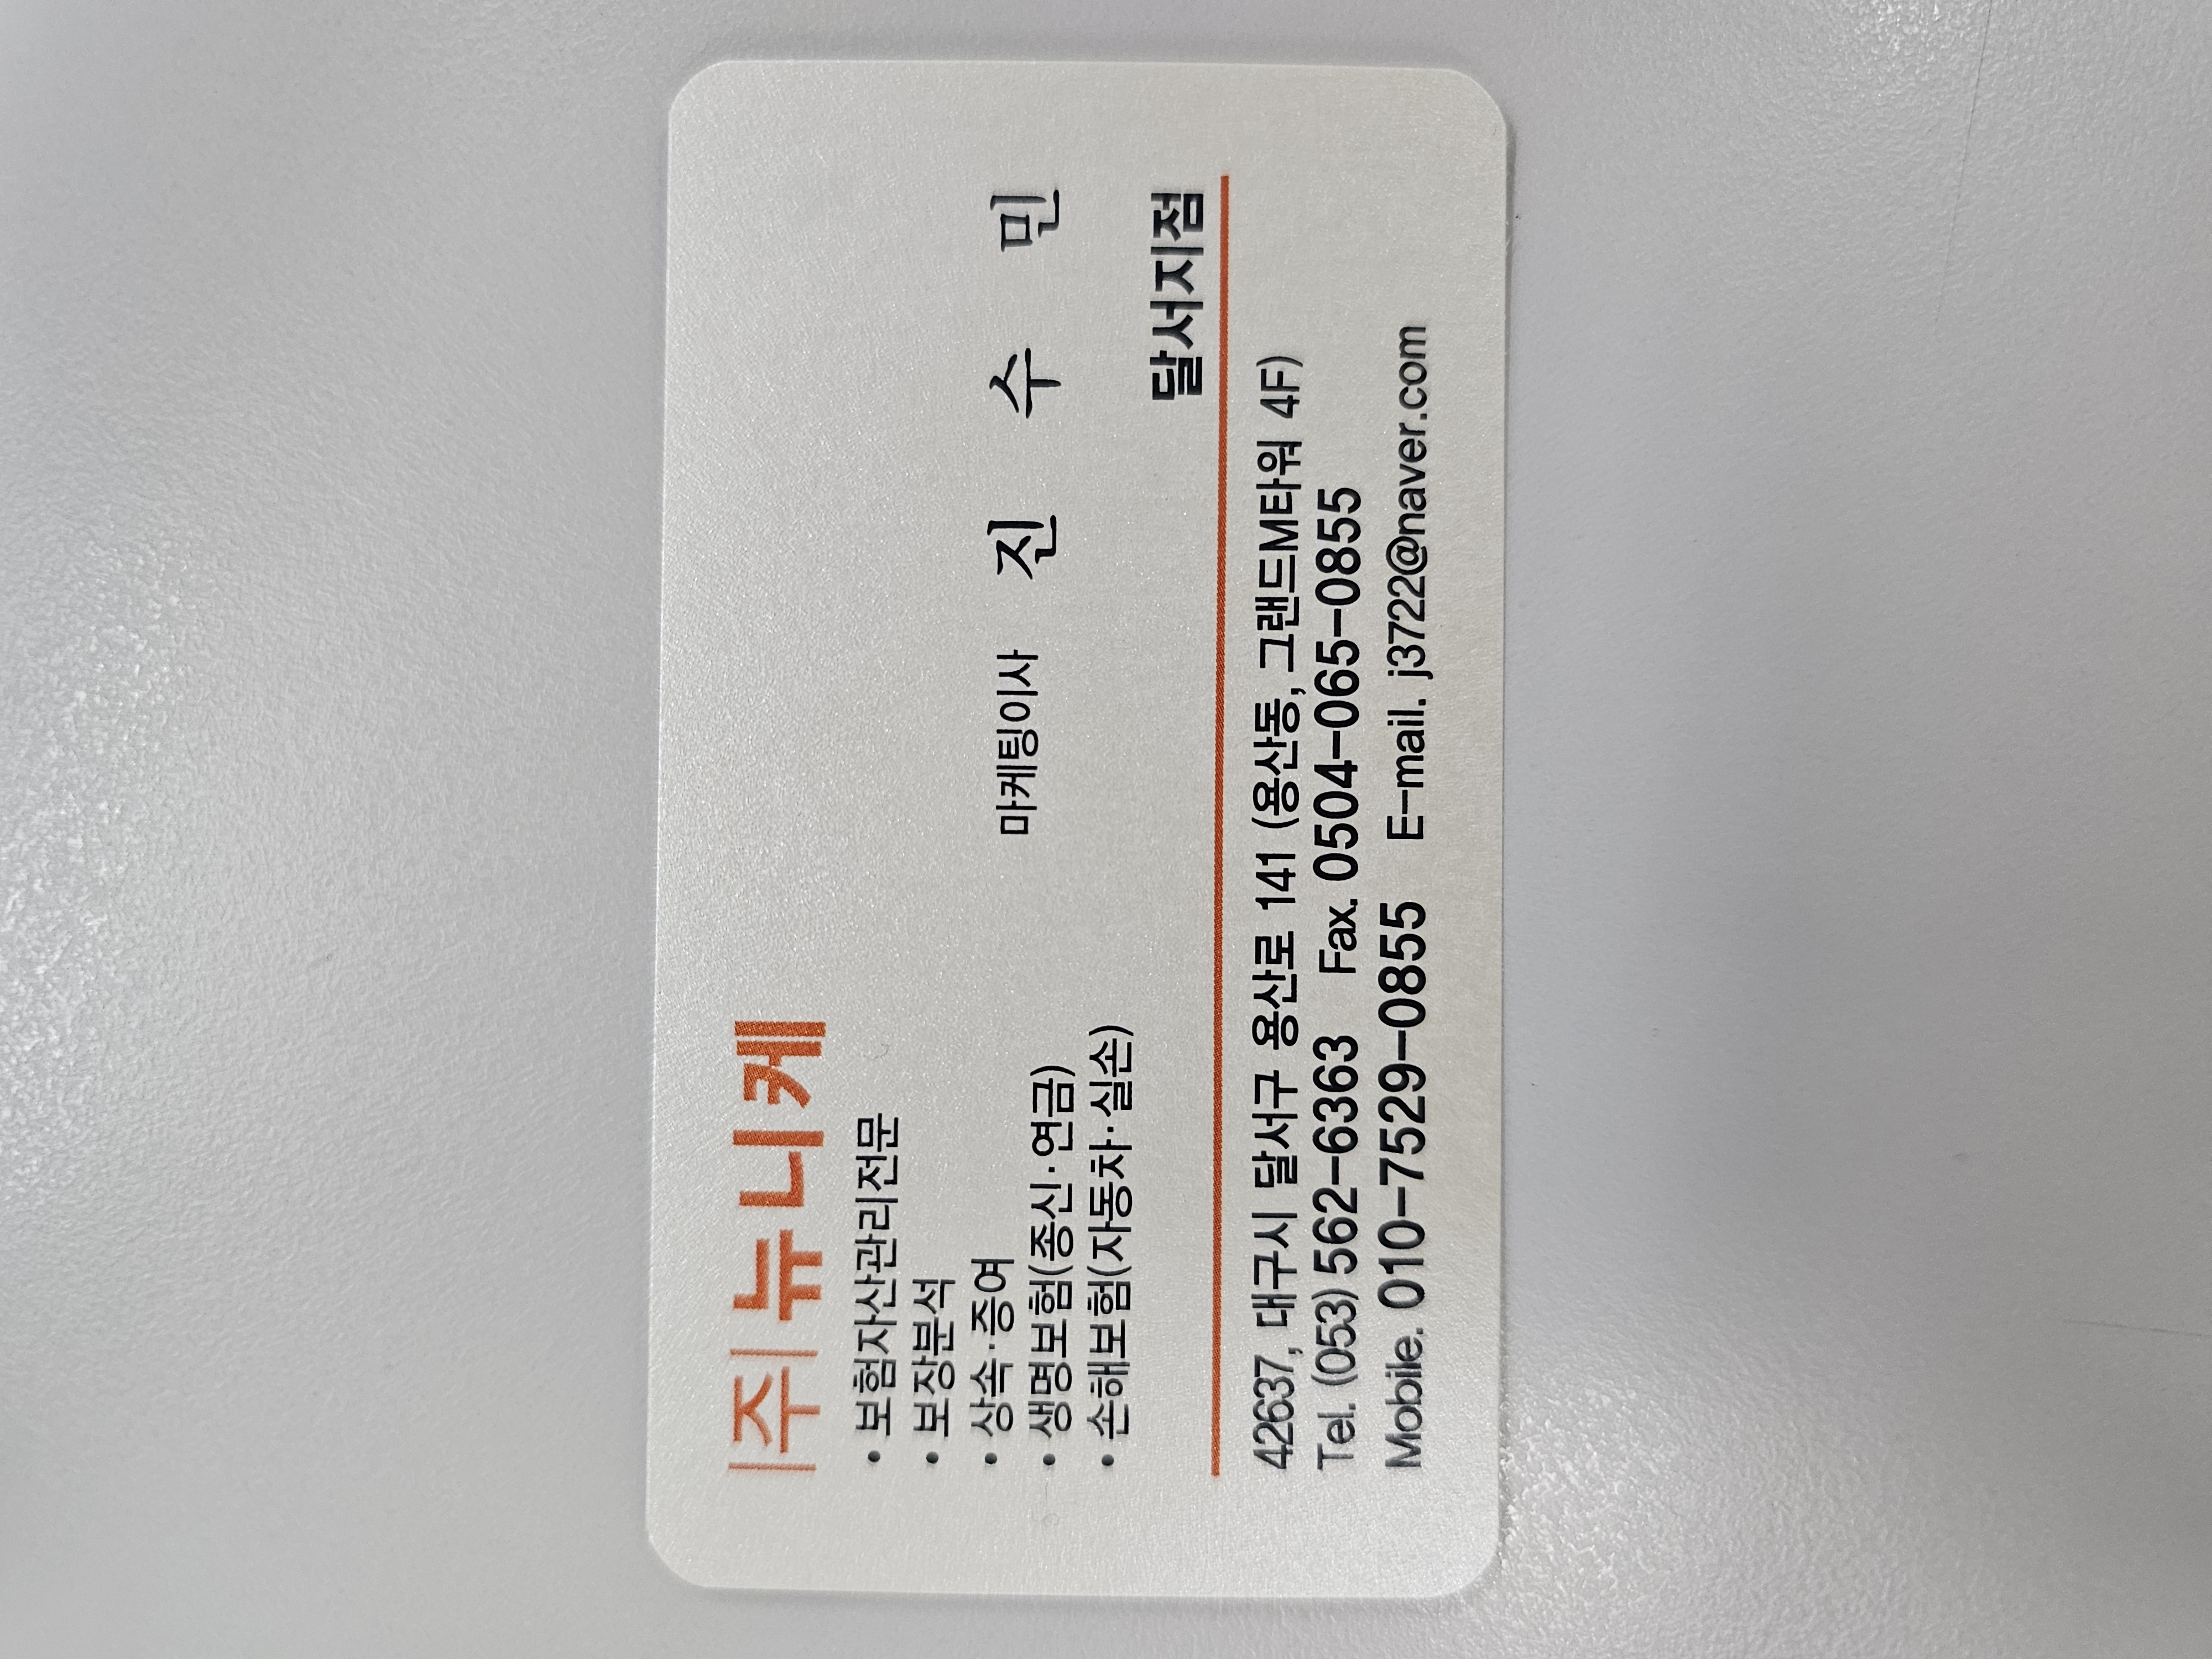 |주|뉴니케
• 보험자산관리전문
• 보장분석
• 상속·증여
• 생명보험(종신·연금)
• 손해보험(자동차·실손)
마케팅이사 진 수 민
달서지점
42637, 대구시 달서구 용산로 141 (용산동, 그랜드M타워 4F)
Tel. (053) 562-6363 Fax. 0504-065-0855
Mobile. 010-7529-0855 E-mail. j3722@naver.com